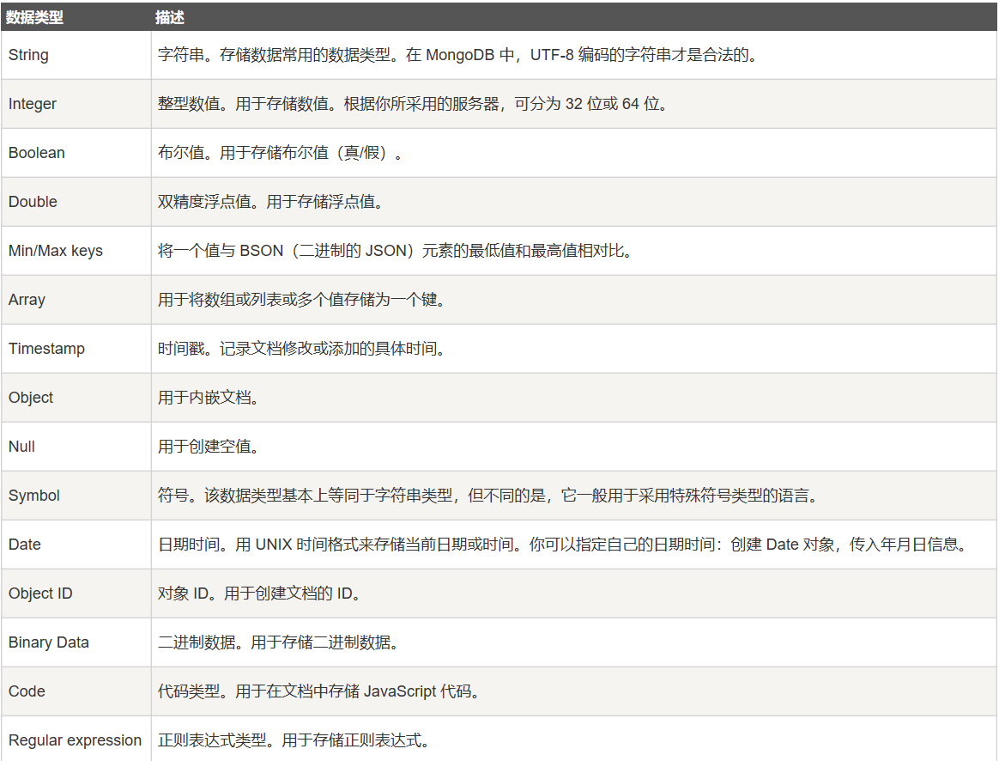 数据类型 描述
String 字符串。存储数据常用的数据类型。在 MongoDB 中，UTF-8 编码的字符串才是合法的。
Integer 整型数值。用于存储数值。根据你所采用的服务器，可分为 32 位或 64 位。
Boolean 布尔值。用于存储布尔值（真/假）。
Double 双精度浮点值。用于存储浮点值。
Min/Max keys 将一个值与 BSON（二进制的 JSON）元素的最低值和最高值相对比。
Array 用于将数组或列表或多个值存储为一个键。
Timestamp 时间戳。记录文档修改或添加的具体时间。
Object 用于内嵌文档。
Null 用于创建空值。
Symbol 符号。该数据类型基本上等同于字符串类型，但不同的是，它一般用于采用特殊符号类型的语言。
Date 日期时间。用 UNIX 时间格式来存储当前日期或时间。你可以指定自己的日期时间：创建 Date 对象，传入年月日信息。
Object ID 对象 ID。用于创建文档的 ID。
Binary Data 二进制数据。用于存储二进制数据。
Code 代码类型。用于在文档中存储 JavaScript 代码。
Regular expression 正则表达式类型。用于存储正则表达式。